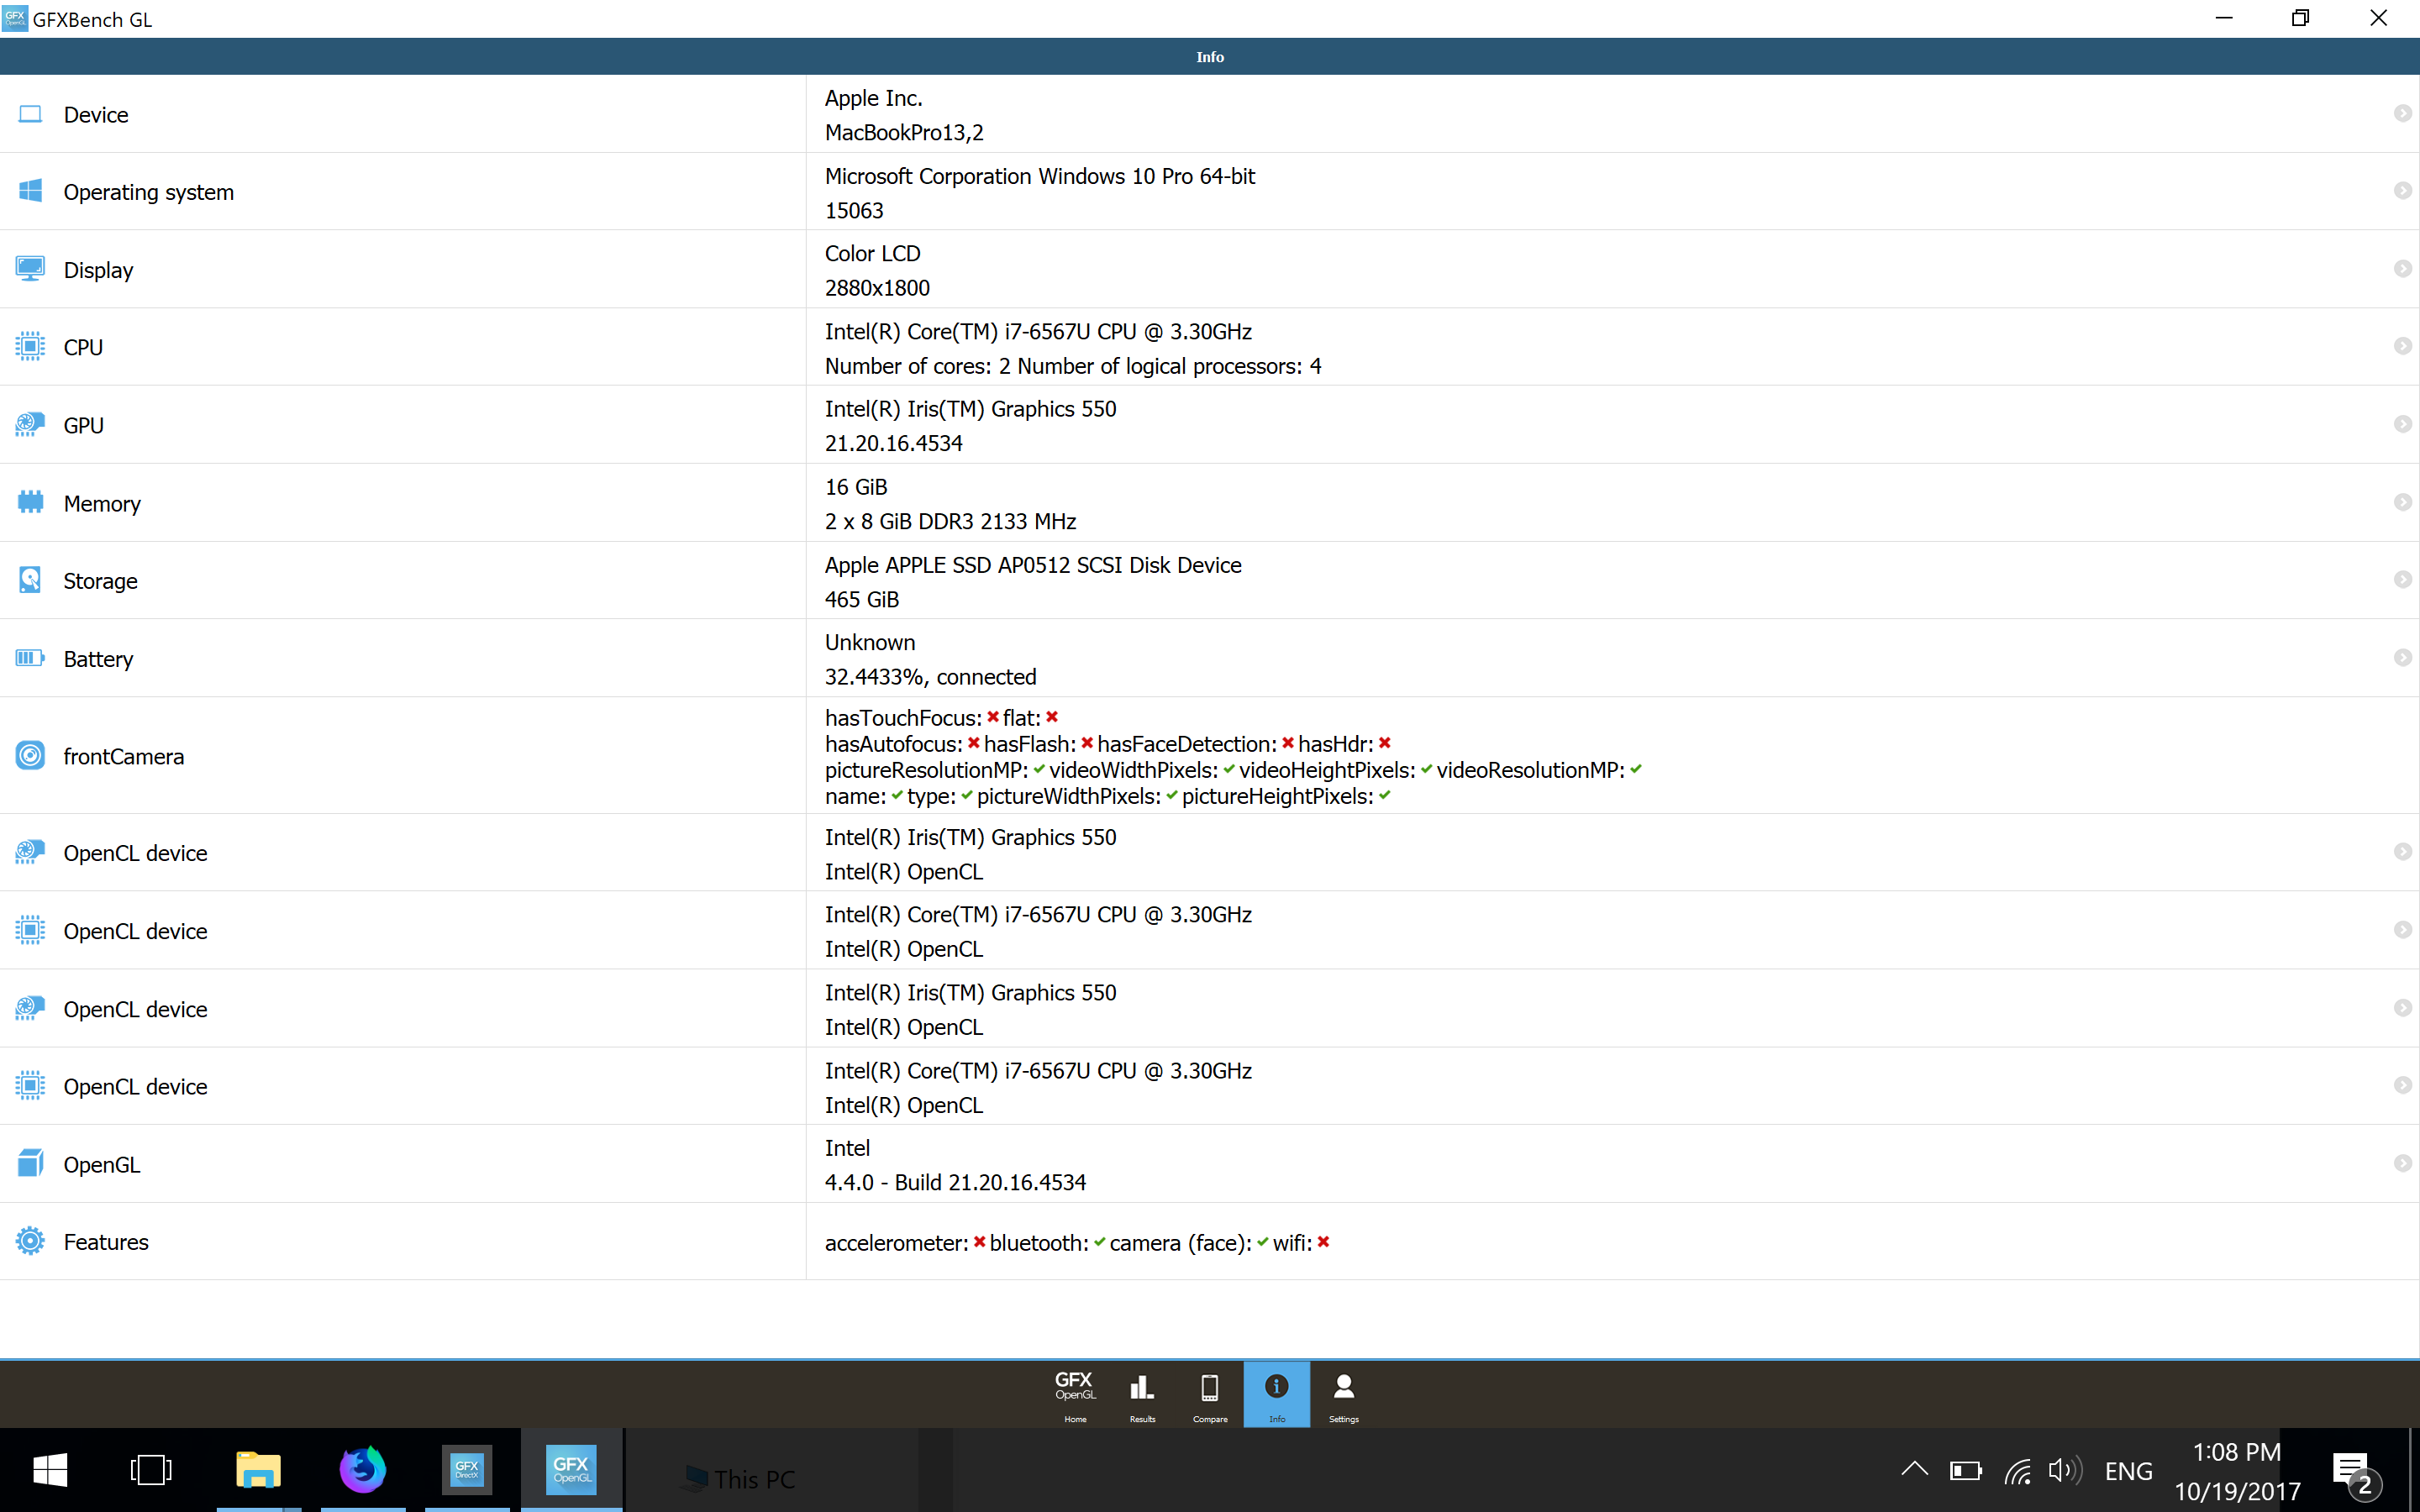 GFXBench GL
Info
Device
Apple Inc.
MacBookPro13,2
Operating system
Microsoft Corporation Windows 10 Pro 64-bit
15063
Display
Color LCD
2880x1800
CPU
Intel(R) Core(TM) i7-6567U CPU @ 3.30GHz
Number of cores: 2 Number of logical processors: 4
GPU
Intel(R) Iris(TM) Graphics 550
21.20.16.4534
Memory
16 GiB
2 x 8 GiB DDR3 2133 MHz
Storage
Apple APPLE SSD AP0512 SCSI Disk Device
465 GiB
Battery
Unknown
32.4433%, connected
frontCamera
hasTouchFocus: ✖ flat: ✖
hasAutofocus: ✖ hasFlash: ✖ hasFaceDetection: ✖ hasHdr: ✖
pictureResolutionMP: ✔ videoWidthPixels: ✔ videoHeightPixels: ✔ videoResolutionMP: ✔
name: ✔ type: ✔ pictureWidthPixels: ✔ pictureHeightPixels: ✔
OpenCL device
Intel(R) Iris(TM) Graphics 550
Intel(R) OpenCL
OpenCL device
Intel(R) Core(TM) i7-6567U CPU @ 3.30GHz
Intel(R) OpenCL
OpenCL device
Intel(R) Iris(TM) Graphics 550
Intel(R) OpenCL
OpenCL device
Intel(R) Core(TM) i7-6567U CPU @ 3.30GHz
Intel(R) OpenCL
OpenGL
Intel
4.4.0 - Build 21.20.16.4534
Features
accelerometer: ✖ bluetooth: ✔ camera (face): ✔ wifi: ✖
GFX
OpenGL
Home
Results
Compare
Info
Settings
GFX
DirectX
GFX
OpenGL
This PC
ENG
1:08 PM
10/19/2017
2